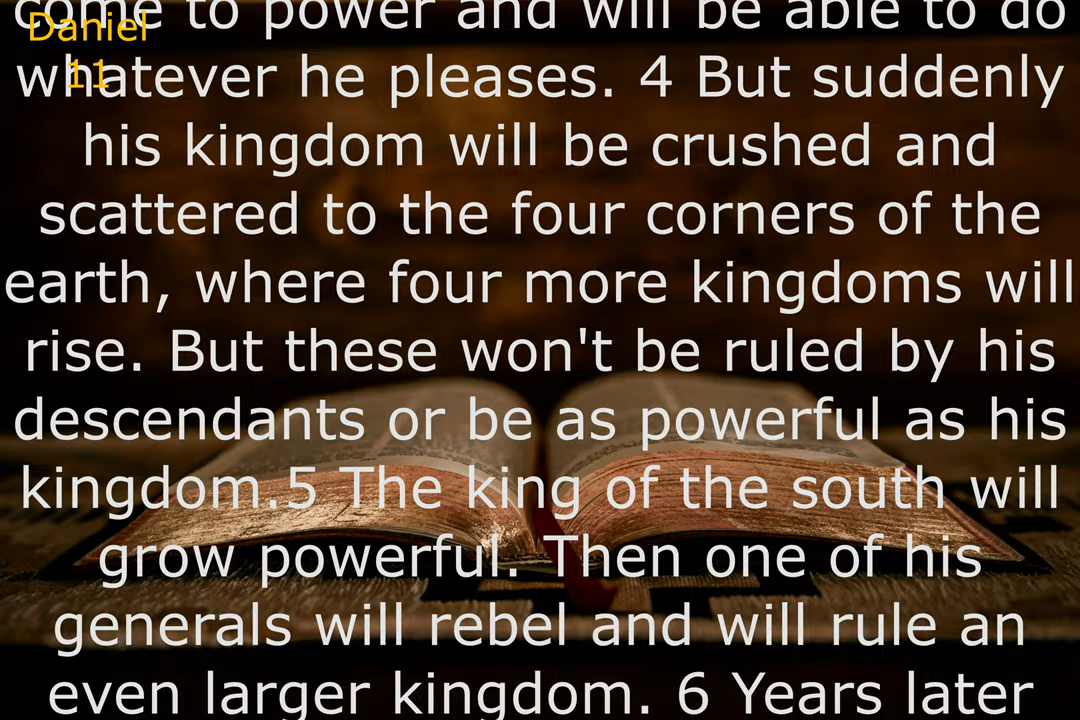 come to power and will be able to do
Daniel
11
whatever he pleases. 4 But suddenly
his kingdom will be crushed and
scattered to the four corners of the
earth, where four more kingdoms will
rise. But these won't be ruled by his
descendants or be as powerful as his
kingdom.5 The king of the south will
grow powerful. Then one of his
generals will rebel and will rule an
even larger kingdom. 6 Years later